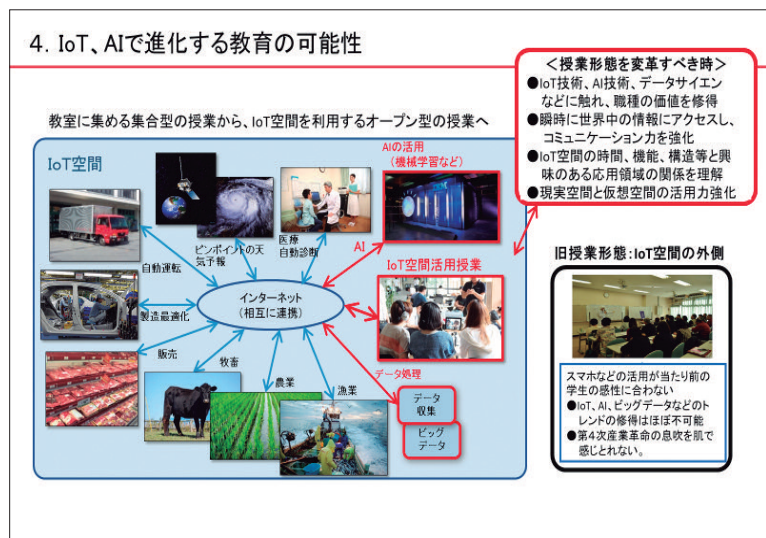 4. IoT、AIで進化する教育の可能性
＜授業形態を変革すべき時＞
●IoT技術、AI技術、データサイエン
などに触れ、職種の価値を修得
●瞬時に世界中の情報にアクセスし、
コミュニケーション力を強化
●IoT空間の時間、機能、構造等と興
味のある応用領域の関係を理解
●現実空間と仮想空間の活用力強化
教室に集める集合型の授業から、IoT空間を利用するオープン型の授業へ
IoT空間
AIの活用
（機械学習など）
ピンポイントの天
気予報
医療
自動診断
AI
自動運転
IoT空間活用授業
インターネット
（相互に連携）
製造最適化
販売
牧畜
農業
漁業
データ処理
データ
収集
ビッグ
データ
旧授業形態：IoT空間の外側
スマホなどの活用が当たり前の
学生の感性に合わない
●IoT、AI、ビッグデータなどのト
レンドの修得はほぼ不可能
●第4次産業革命の息吹を肌で
感じとれない。